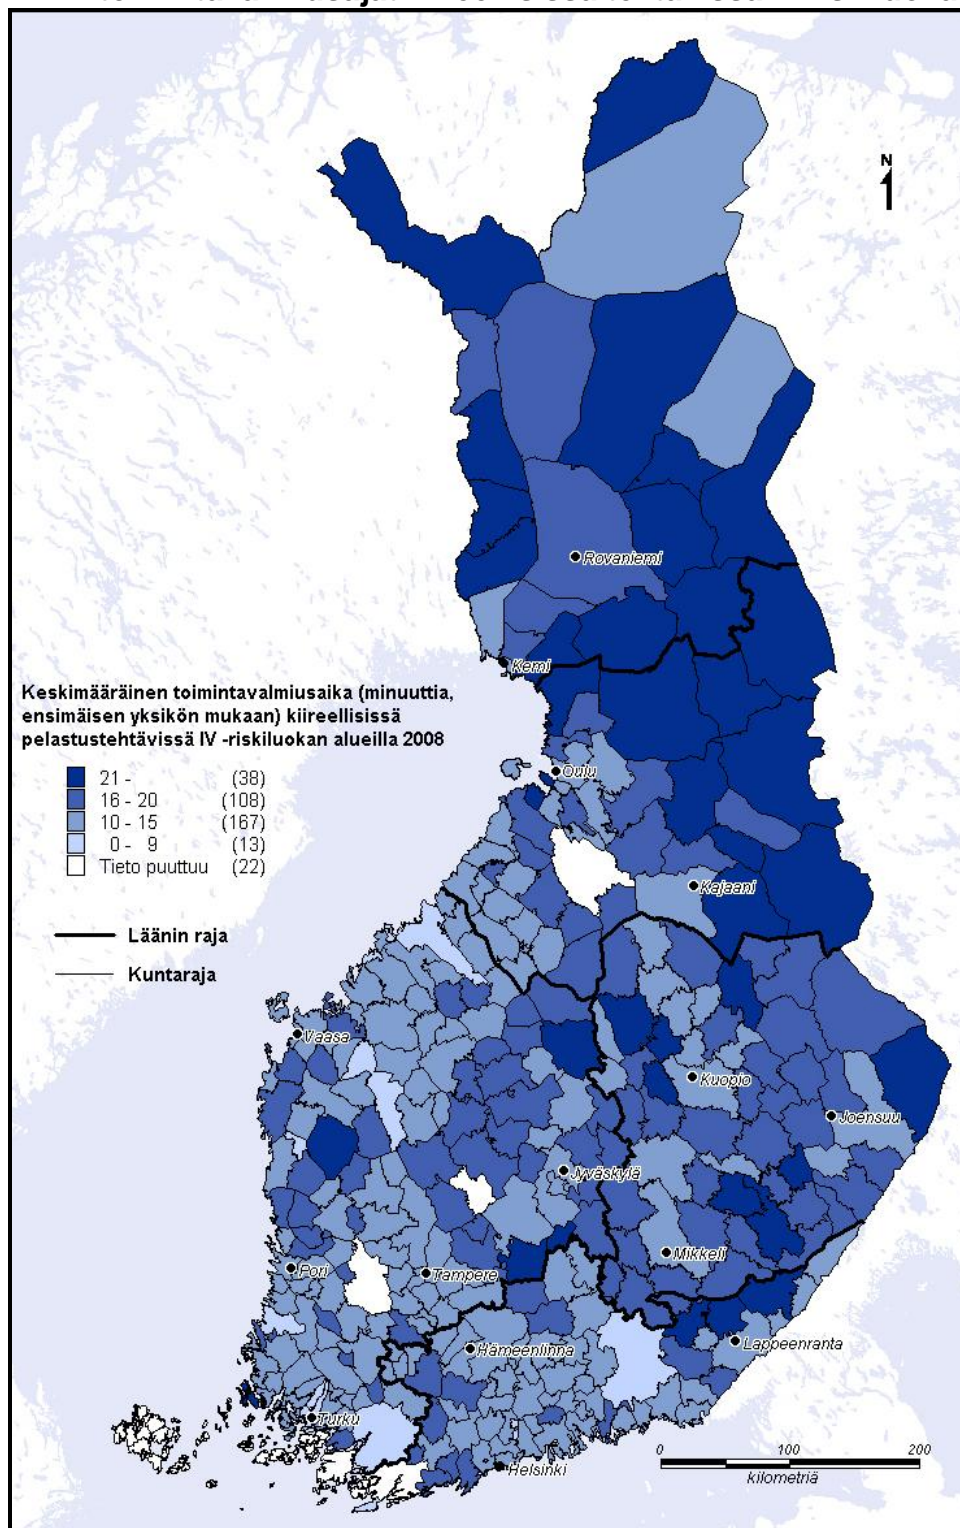 N
Rovaniemi
Kemi
Keskimääräinen toimintavalmiusaika (minuuttia,
ensimäisen yksikön mukaan) kiireellisissä
pelastustehtävissä IV -riskiluokan alueilla 2008
21 - (38)
16 - 20 (108)
10 - 15 (167)
0 - 9 (13)
Tieto puuttuu (22)
Läänin raja
Kuntaraja
Oulu
Kajaani
Vaasa
Kuopio
Joensuu
Jyväskylä
Mikkeli
Pori
Tampere
Lappeenranta
Hämeenlinna
Turku
Helsinki
0 100 200
kilometriä